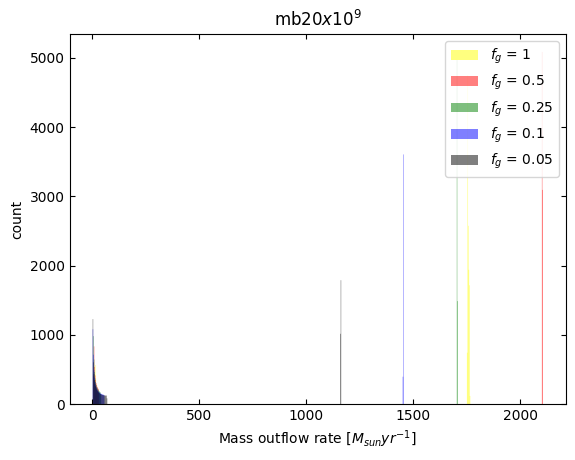 mb20x10⁹
5000
4000
3000
2000
1000
0
count
f_g = 1
f_g = 0.5
f_g = 0.25
f_g = 0.1
f_g = 0.05
0 500 1000 1500 2000
Mass outflow rate [M_sun yr⁻¹]